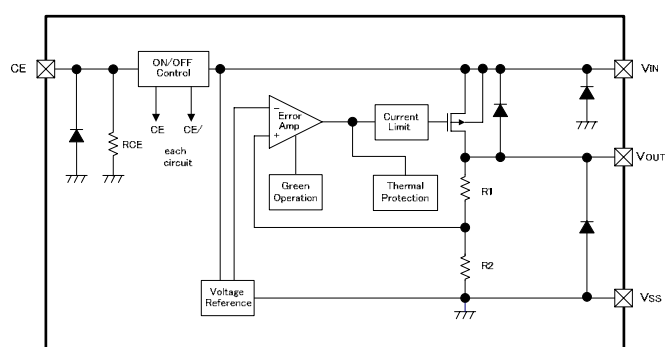 CE
ON/OFF
Control
VIN
CE
CE/
each
circuit
RCE
−
Error
Amp
+
Current
Limit
VOUT
Green
Operation
Thermal
Protection
R1
R2
Voltage
Reference
VSS